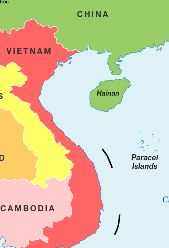 CHINA
VIETNAM
Hainan
S
Paracel
Islands
D
CAMBODIA
C